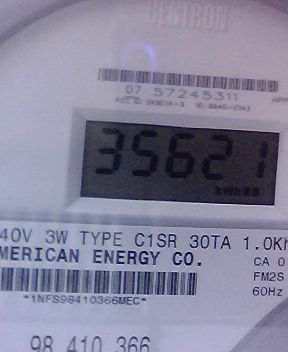 CENTRON
07 57245311
35621
kWh
40V 3W TYPE C1SR 30TA 1.0Kh
MERICAN ENERGY CO.
CA 0
FM2S
60Hz
*1NFS98410366MEC*
98 410 366